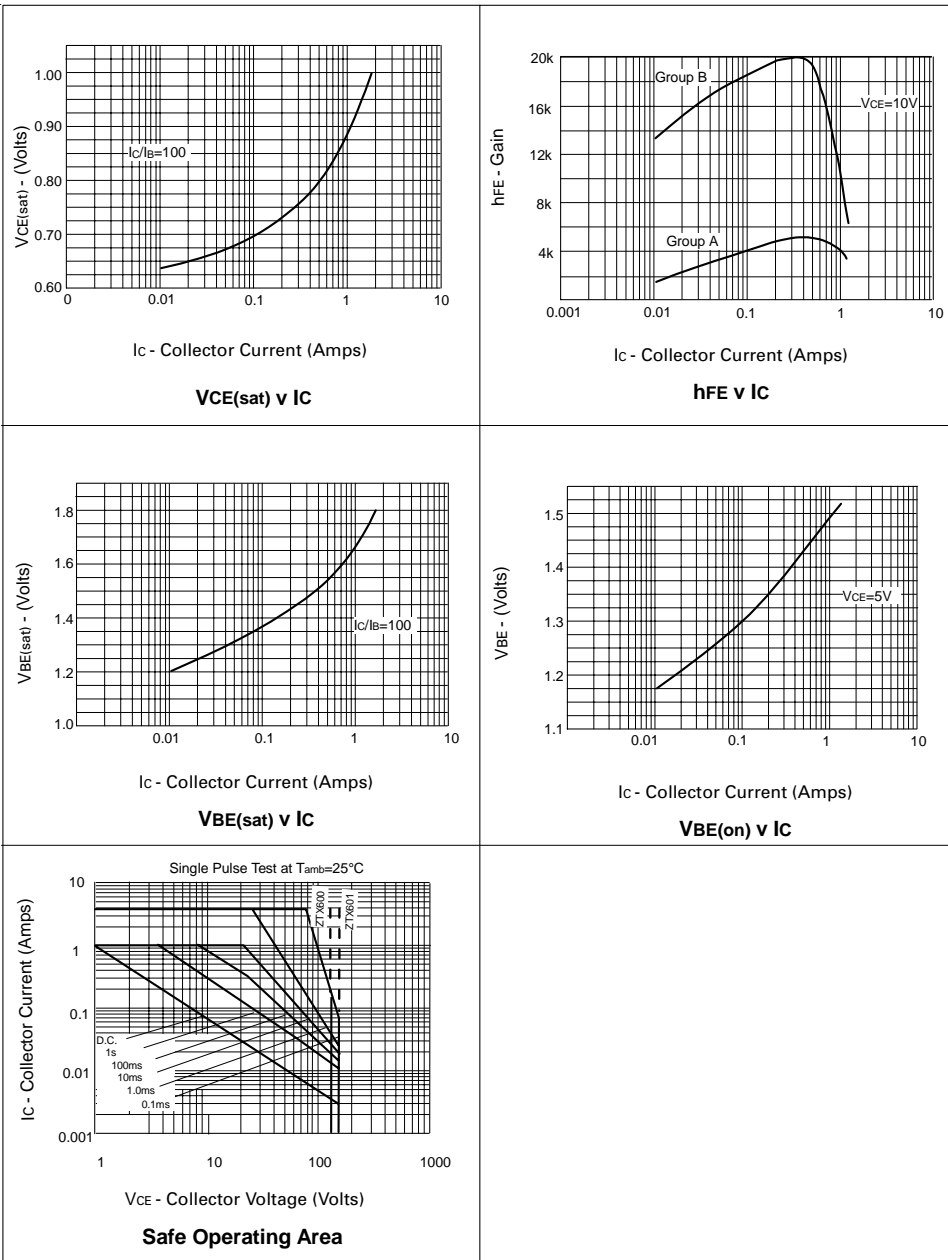 1.00
0.90
0.80
0.70
0.60
VCE(sat) - (Volts)
IC/IB=100
0
0.01
0.1
1
10
IC - Collector Current (Amps)
VCE(sat) v IC
20k
16k
12k
8k
4k
hFE - Gain
Group B
VCE=10V
Group A
0.001
0.01
0.1
1
10
IC - Collector Current (Amps)
hFE v IC
1.8
1.6
1.4
1.2
1.0
VBE(sat) - (Volts)
IC/IB=100
0.01
0.1
1
10
IC - Collector Current (Amps)
VBE(sat) v IC
1.5
1.4
1.3
1.2
1.1
VBE - (Volts)
VCE=5V
0.01
0.1
1
10
IC - Collector Current (Amps)
VBE(on) v IC
Single Pulse Test at Tamb=25°C
10
1
0.1
0.01
0.001
IC - Collector Current (Amps)
ZTX600
ZTX601
D.C.
1s
100ms
10ms
1.0ms
0.1ms
1
10
100
1000
VCE - Collector Voltage (Volts)
Safe Operating Area